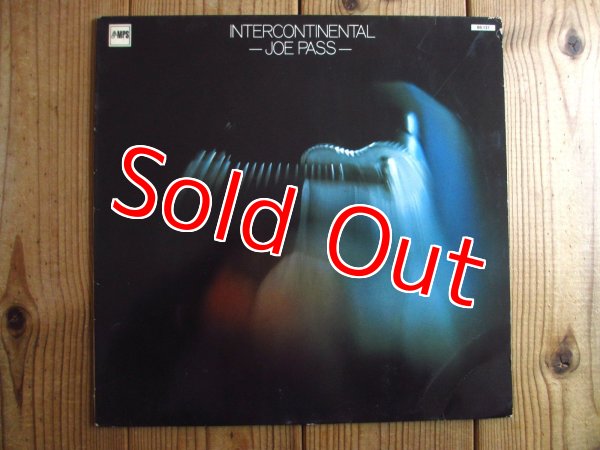 MPS
INTERCONTINENTAL
— JOE PASS —
Sold Out